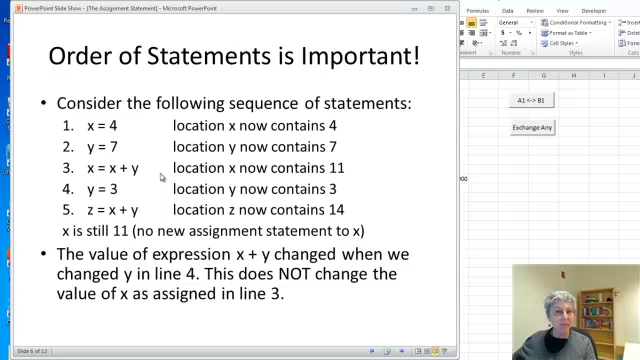 PowerPoint Slide Show - [The Assignment Statement] - Microsoft PowerPoint
Order of Statements is Important!
• Consider the following sequence of statements:
1. x = 4 location x now contains 4
2. y = 7 location y now contains 7
3. x = x + y location x now contains 11
4. y = 3 location y now contains 3
5. z = x + y location z now contains 14
x is still 11 (no new assignment statement to x)
• The value of expression x + y changed when we
changed y in line 4. This does NOT change the
value of x as assigned in line 3.
Slide 6 of 12
Review View Developer
General
Conditional Formatting
Format as Table
Cell Styles
Number
Styles
E F G H I J
A1 <-> B1
Exchange Any
000